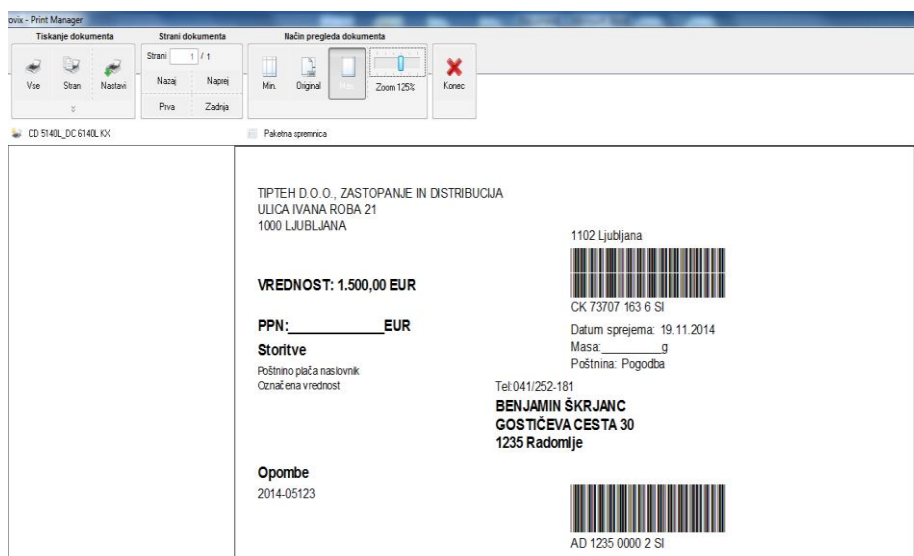 ovix - Print Manager
Tiskanje dokumenta
Strani dokumenta
Način pregleda dokumenta
Vse
Stran
Nastavi
Strani 1 / 1
Nazaj
Naprej
Prva
Zadnja
Min.
Original
Max.
Zoom 125%
Konec
CD 5140L_DC 6140L KX
Paketna spremnica
TIPTEH D.O.O., ZASTOPANJE IN DISTRIBUCIJA
ULICA IVANA ROBA 21
1000 LJUBLJANA
1102 Ljubljana
VREDNOST: 1.500,00 EUR
CK 73707 163 6 SI
PPN:____________EUR
Datum sprejema: 19.11.2014
Masa:_________g
Poštnina: Pogodba
Storitve
Poštnino plača naslovnik
Označena vrednost
Tel:041/252-181
BENJAMIN ŠKRJANC
GOSTIČEVA CESTA 30
1235 Radomlje
Opombe
2014-05123
AD 1235 0000 2 SI